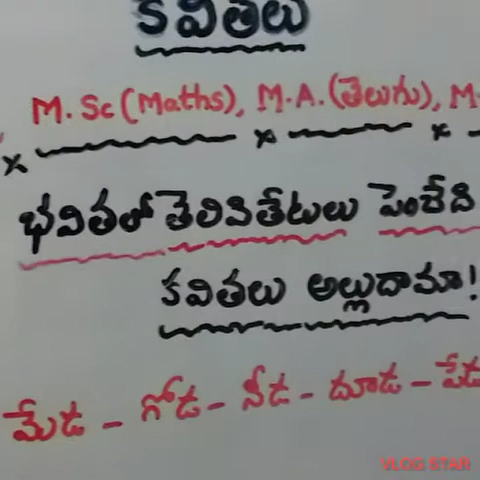 కవితలు
M.Sc (Maths), M.A. (తెలుగు), M.
భవితలో తెలివితేటలు పెంచేది
కవితలు అల్లుదామా!
మేడ - గోడ - నీడ - దూడ - పేడ
VLOG STAR